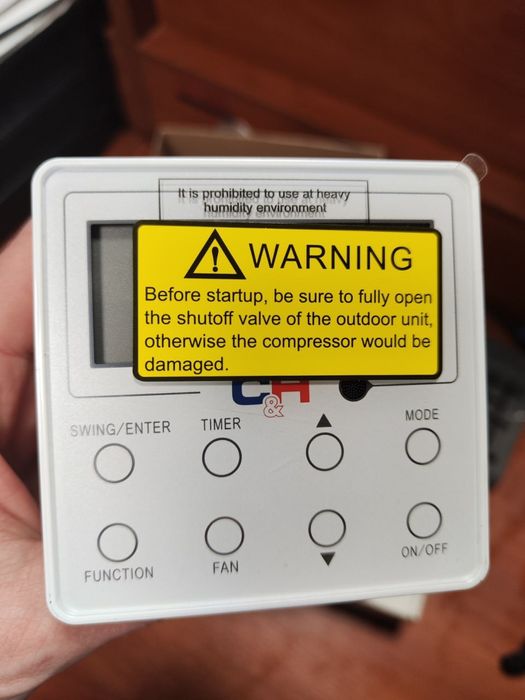 It is prohibited to use at heavy
humidity environment
WARNING
Before startup, be sure to fully open
the shutoff valve of the outdoor unit,
otherwise the compressor would be
damaged.
C&H
SWING/ENTER TIMER ▲ MODE
FUNCTION FAN ▼ ON/OFF